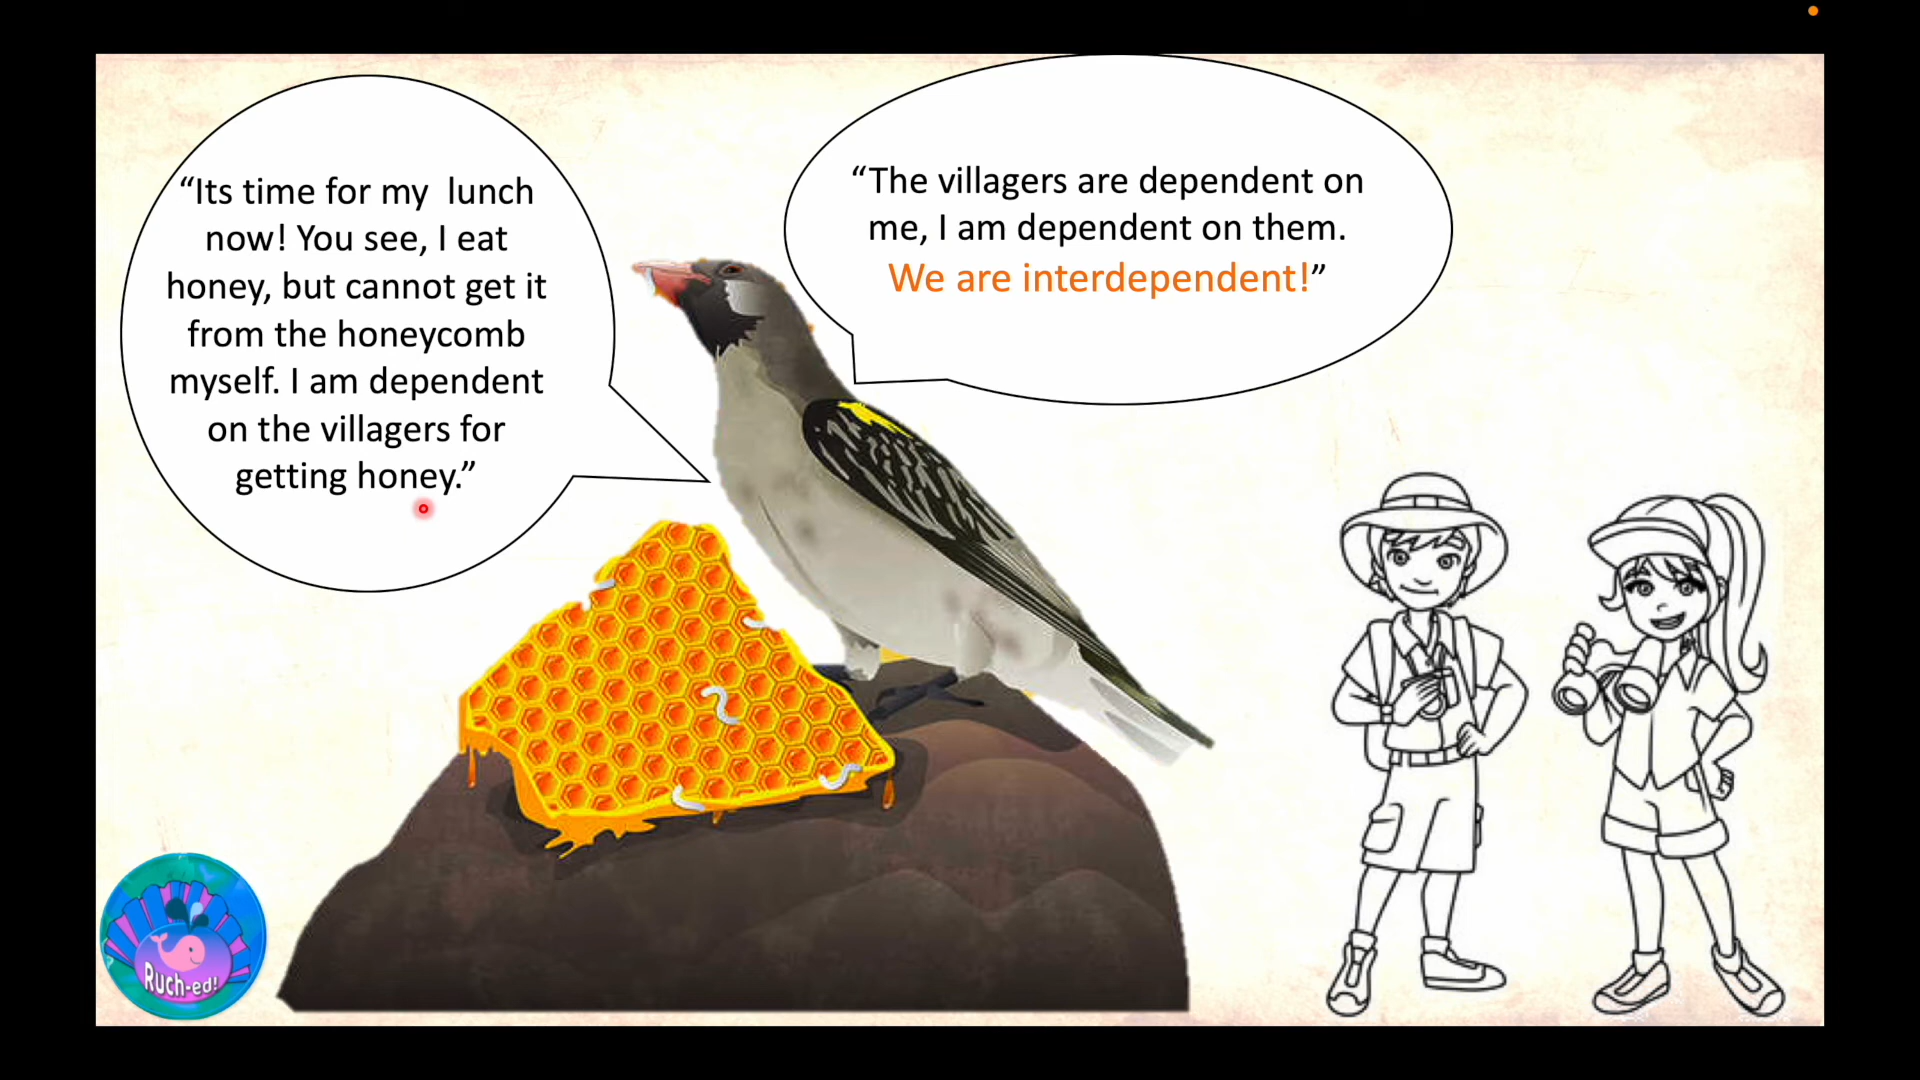 “Its time for my  lunch
now! You see, I eat
honey, but cannot get it
from the honeycomb
myself. I am dependent
on the villagers for
getting honey.”
“The villagers are dependent on
me, I am dependent on them.
We are interdependent!”
Ruch-ed!